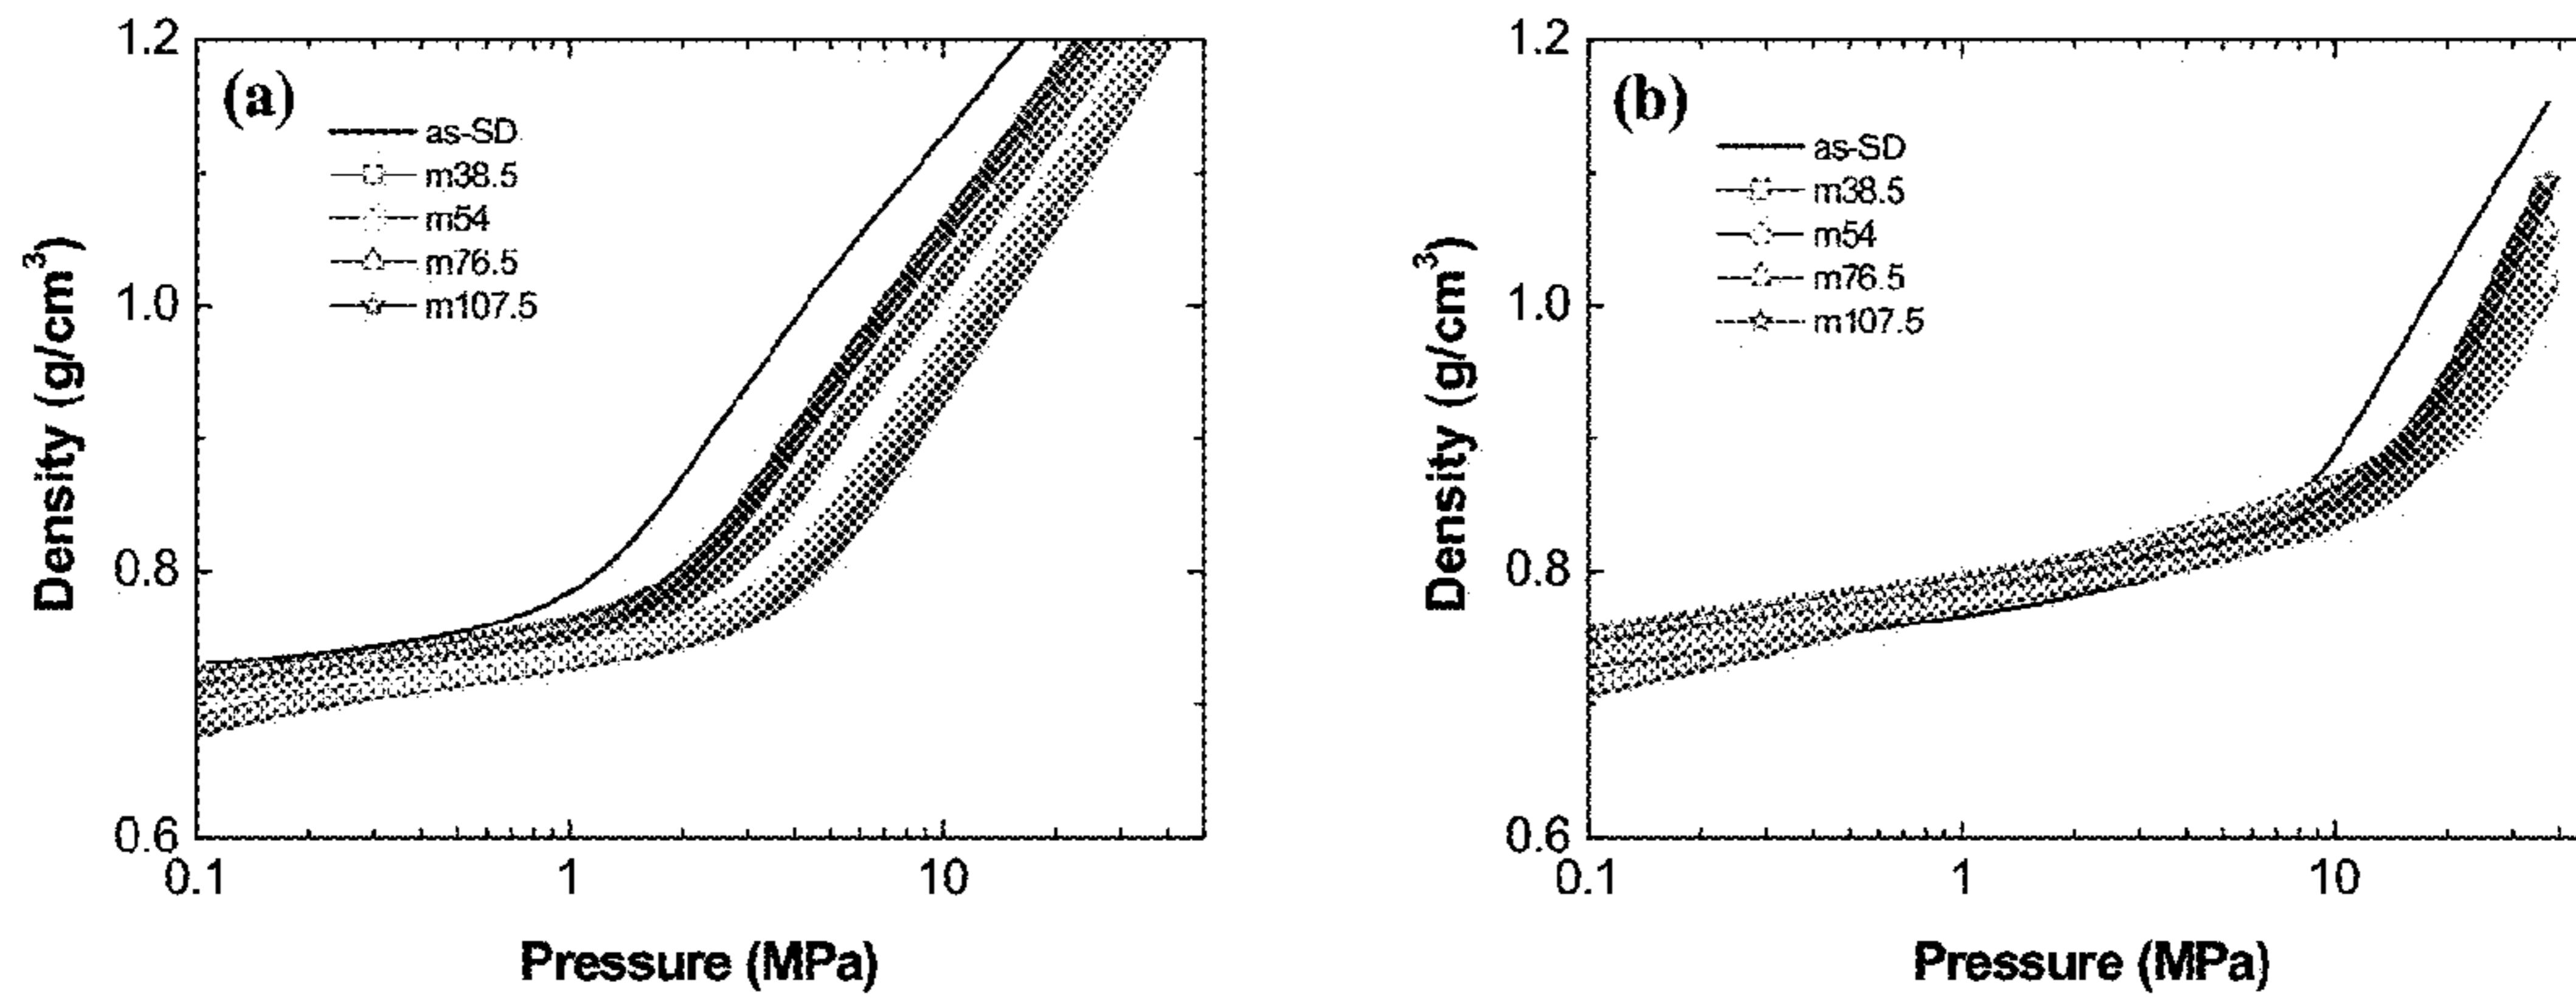 (a)
Density (g/cm³)
1.2
1.0
0.8
0.6
as-SD
m38.5
m54
m76.5
m107.5
0.1
1
10
Pressure (MPa)
(b)
Density (g/cm³)
1.2
1.0
0.8
0.6
as-SD
m38.5
m54
m76.5
m107.5
0.1
1
10
Pressure (MPa)